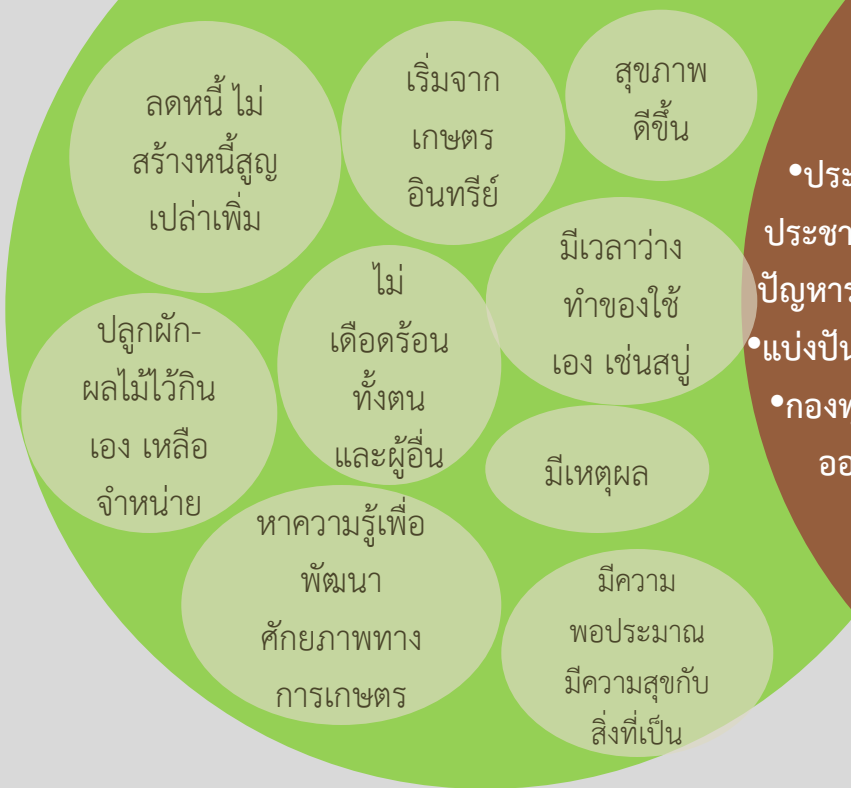 ลดหนี้ ไม่
สร้างหนี้สูญ
เปล่าเพิ่ม
เริ่มจาก
เกษตร
อินทรีย์
สุขภาพ
ดีขึ้น
ปลูกผัก-
ผลไม้ไว้กิน
เอง เหลือ
จำหน่าย
ไม่
เดือดร้อน
ทั้งตน
และผู้อื่น
มีเวลาว่าง
ทำของใช้
เอง เช่นสบู่
มีเหตุผล
หาความรู้เพื่อ
พัฒนา
ศักยภาพทาง
การเกษตร
มีความ
พอประมาณ
มีความสุขกับ
สิ่งที่เป็น
•แบ่งปัน